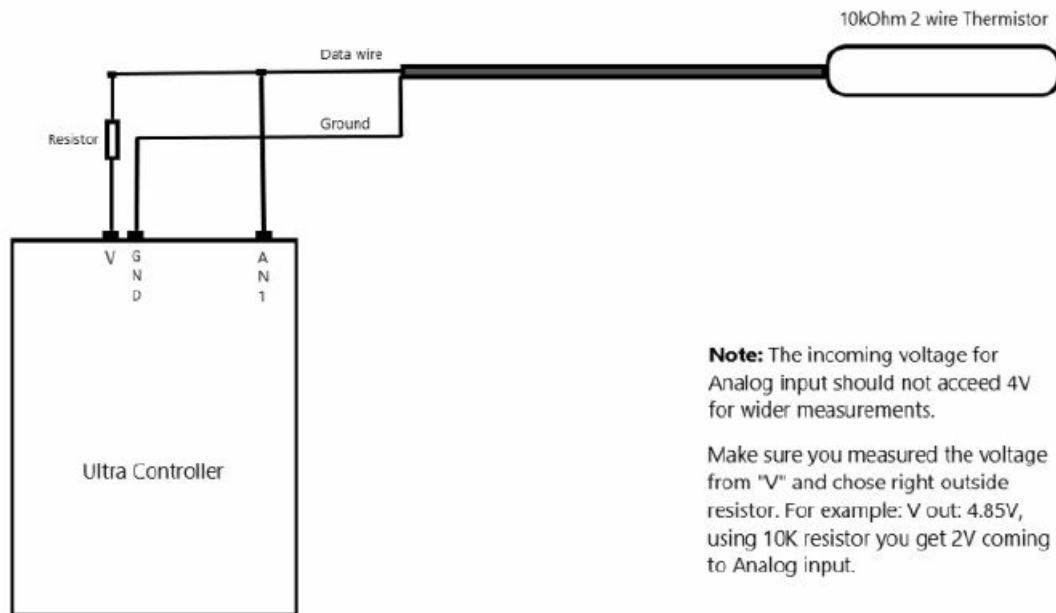 10kOhm 2 wire Thermistor
Data wire
Ground
Resistor
V
GND
AN1
Ultra Controller
Note: The incoming voltage for
Analog input should not acceed 4V
for wider measurements.
Make sure you measured the voltage
from "V" and chose right outside
resistor. For example: V out: 4.85V,
using 10K resistor you get 2V coming
to Analog input.